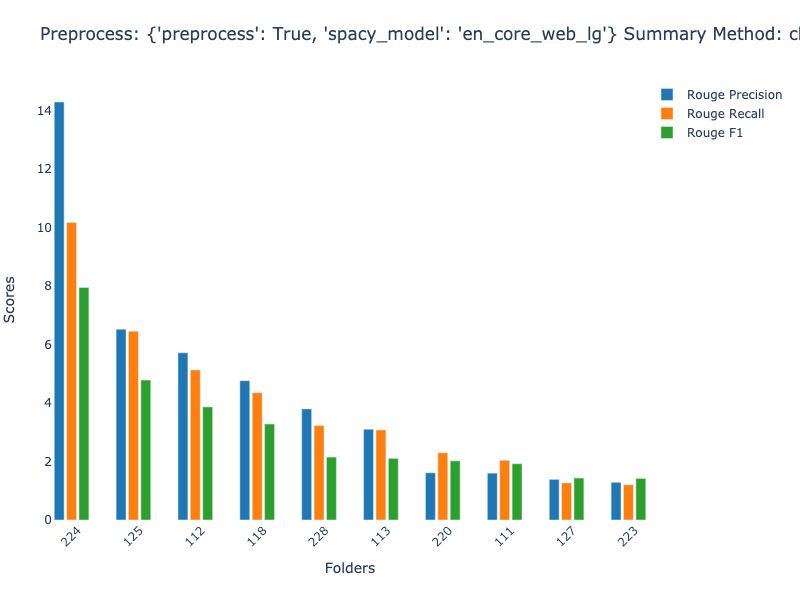 Preprocess: {'preprocess': True, 'spacy_model': 'en_core_web_lg'} Summary Method:
Rouge Precision
Rouge Recall
Rouge F1
Scores
14
12
10
8
6
4
2
0
224 125 112 118 228 113 220 111 127 223
Folders